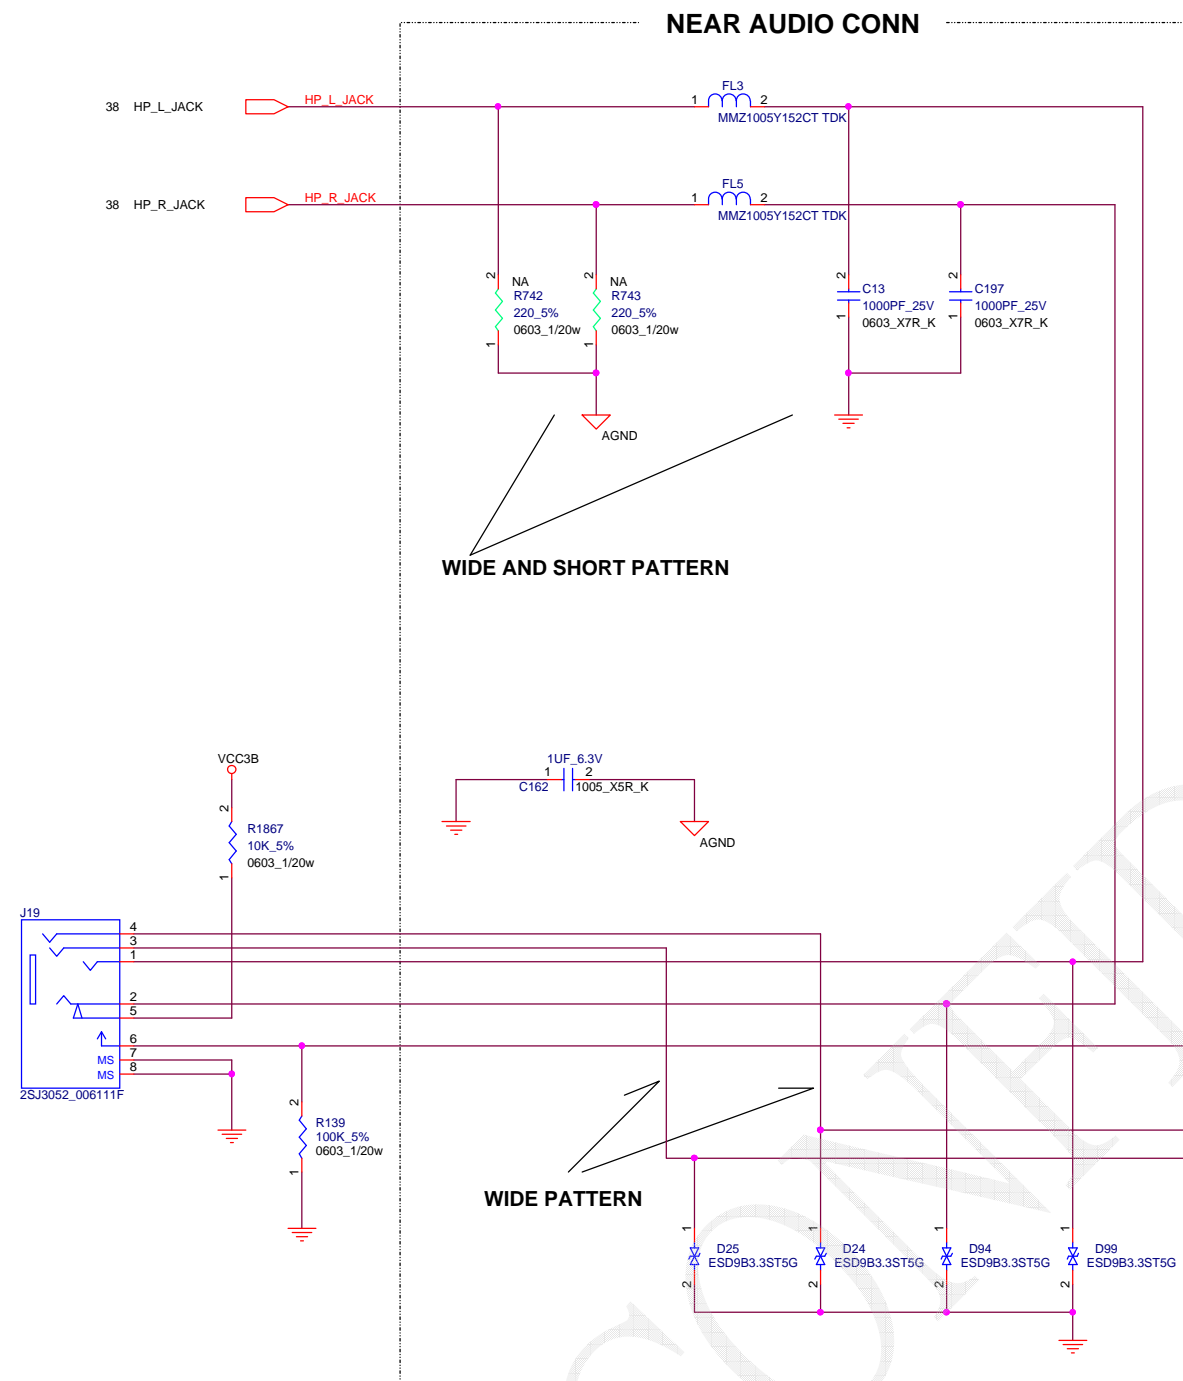 NEAR AUDIO CONN
FL3
38 HP_L_JACK HP_L_JACK 1 2
MMZ1005Y152CT TDK
FL5
38 HP_R_JACK HP_R_JACK 1 2
MMZ1005Y152CT TDK
2 NA
R742
220_5%
0603_1/20w
1
2 NA
R743
220_5%
0603_1/20w
1
2
C13
1000PF_25V
0603_X7R_K
1
2
C197
1000PF_25V
0603_X7R_K
1
AGND
WIDE AND SHORT PATTERN
VCC3B
1UF_6.3V
1 2
C162 1005_X5R_K
AGND
2
R1867
10K_5%
0603_1/20w
1
J19
4
3
1
2
5
6
MS 7
MS 8
2SJ3052_006111F
2
R139
100K_5%
0603_1/20w
1
WIDE PATTERN
1
D25
ESD9B3.3ST5G
2
1
D24
ESD9B3.3ST5G
2
1
D94
ESD9B3.3ST5G
2
1
D99
ESD9B3.3ST5G
2